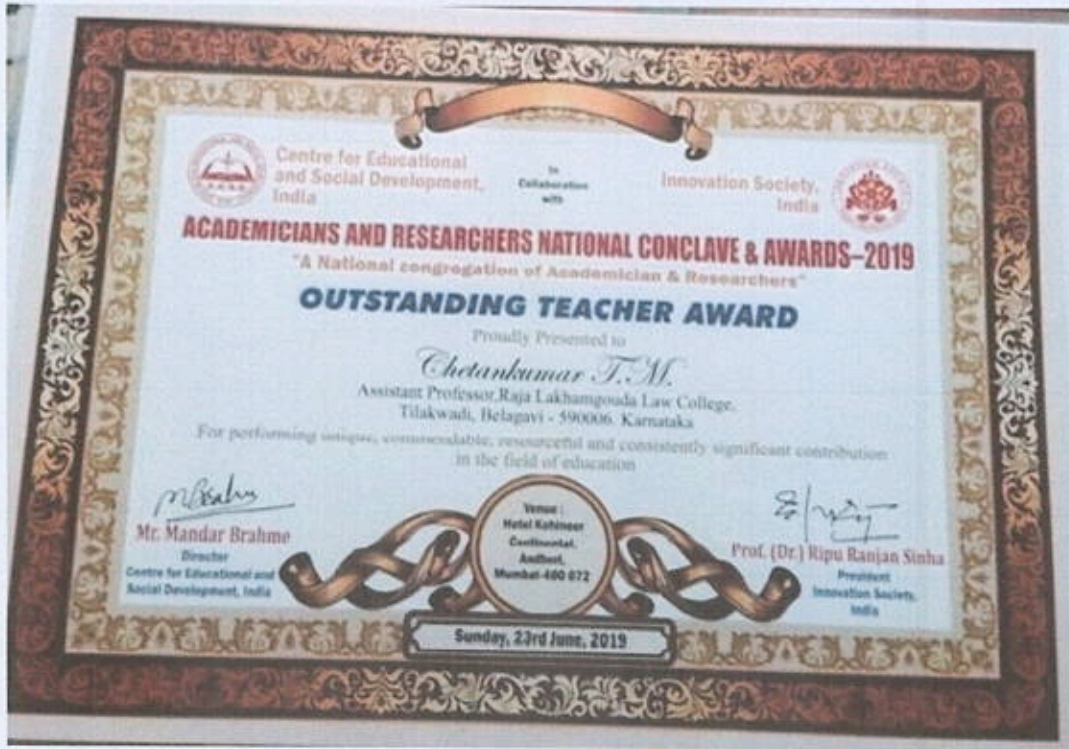 Centre for Educational
and Social Development,
India
In
Collaboration
with
Innovation Society,
India
ACADEMICIANS AND RESEARCHERS NATIONAL CONCLAVE & AWARDS–2019
"A National congregation of Academician & Researchers"
OUTSTANDING TEACHER AWARD
Proudly Presented to
Chetankumar T.M.
Assistant Professor,Raja Lakhamgouda Law College,
Tilakwadi, Belagavi - 590006. Karnataka
For performing unique, commendable, resourceful and consistently significant contribution
in the field of education
Mr. Mandar Brahme
Director
Centre for Educational and
Social Development, India
Venue :
Hotel Kohinoor
Continental,
Andheri,
Mumbai-400 072
Prof. (Dr.) Ripu Ranjan Sinha
President
Innovation Society,
India
Sunday, 23rd June, 2019